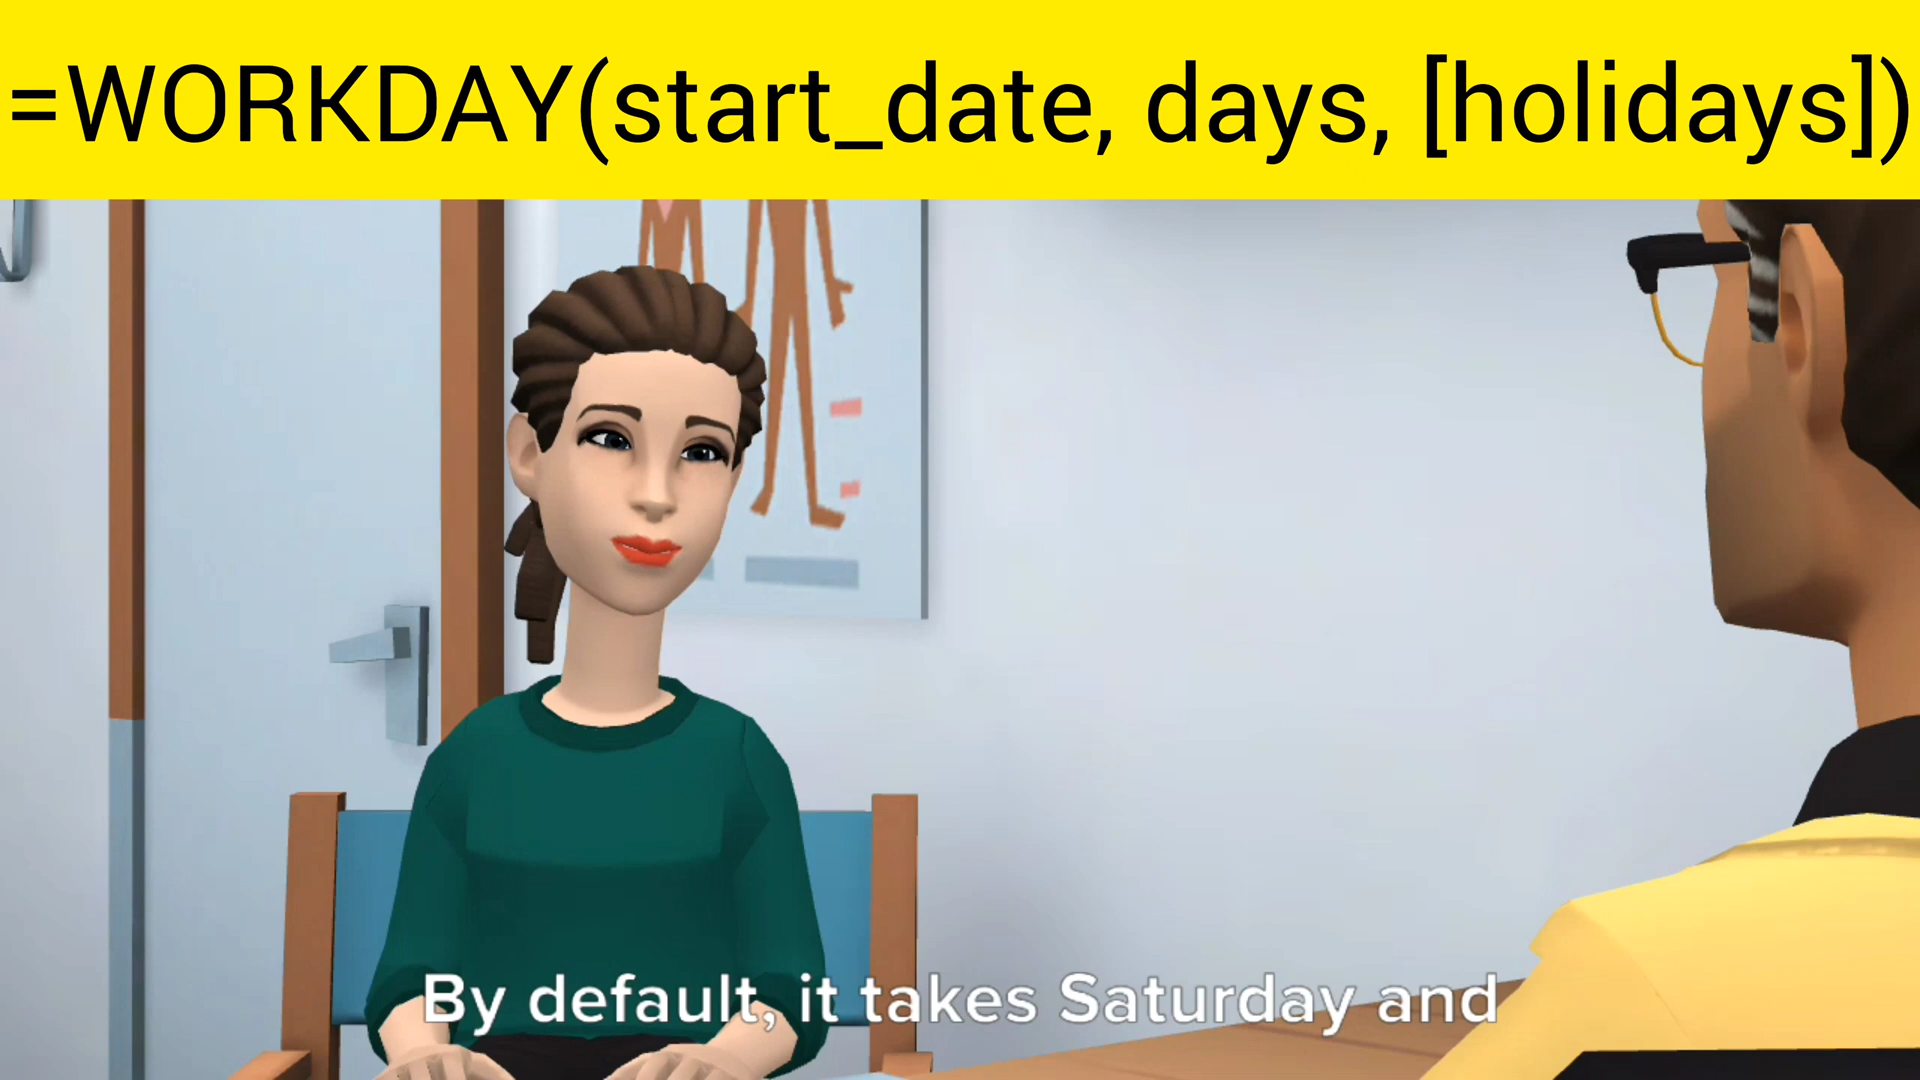 =WORKDAY(start_date, days, [holidays])
By default, it takes Saturday and